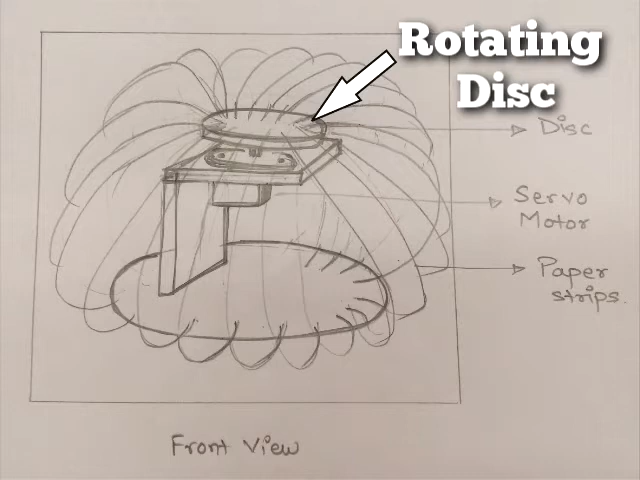 Rotating
Disc
Disc
Servo
Motor
Paper
strips.
Front View